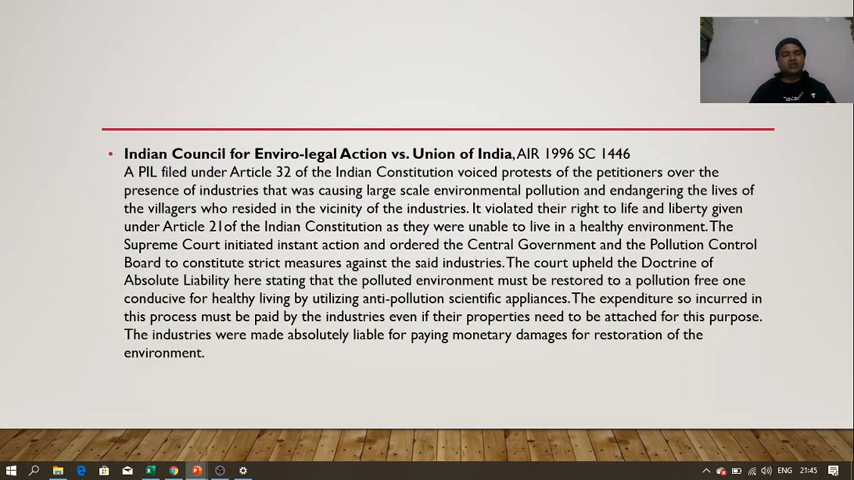 Indian Council for Enviro-legal Action vs. Union of India, AIR 1996 SC 1446
A PIL filed under Article 32 of the Indian Constitution voiced protests of the petitioners over the
presence of industries that was causing large scale environmental pollution and endangering the lives of
the villagers who resided in the vicinity of the industries. It violated their right to life and liberty given
under Article 21of the Indian Constitution as they were unable to live in a healthy environment. The
Supreme Court initiated instant action and ordered the Central Government and the Pollution Control
Board to constitute strict measures against the said industries. The court upheld the Doctrine of
Absolute Liability here stating that the polluted environment must be restored to a pollution free one
conducive for healthy living by utilizing anti-pollution scientific appliances. The expenditure so incurred in
this process must be paid by the industries even if their properties need to be attached for this purpose.
The industries were made absolutely liable for paying monetary damages for restoration of the
environment.
ENG 21:45